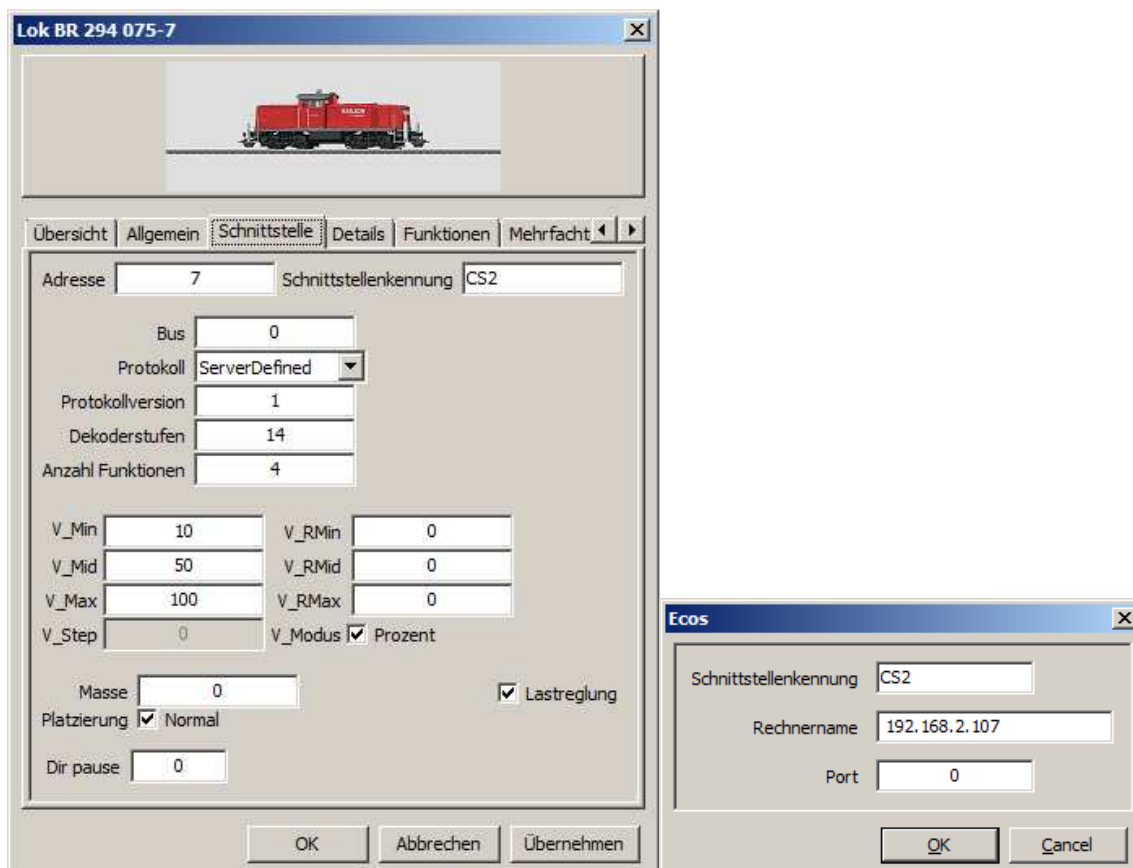 Lok BR 294 075-7
Übersicht Allgemein Schnittstelle Details Funktionen Mehrfacht
Adresse 7 Schnittstellenkennung CS2
Bus 0
Protokoll ServerDefined
Protokollversion 1
Dekoderstufen 14
Anzahl Funktionen 4
V_Min 10 V_RMin 0
V_Mid 50 V_RMid 0
V_Max 100 V_RMax 0
V_Step 0 V_Modus Prozent
Masse 0 Lastreglung
Platzierung Normal
Dir pause 0
OK Abbrechen Übernehmen
Ecos
Schnittstellenkennung CS2
Rechnername 192.168.2.107
Port 0
OK Cancel